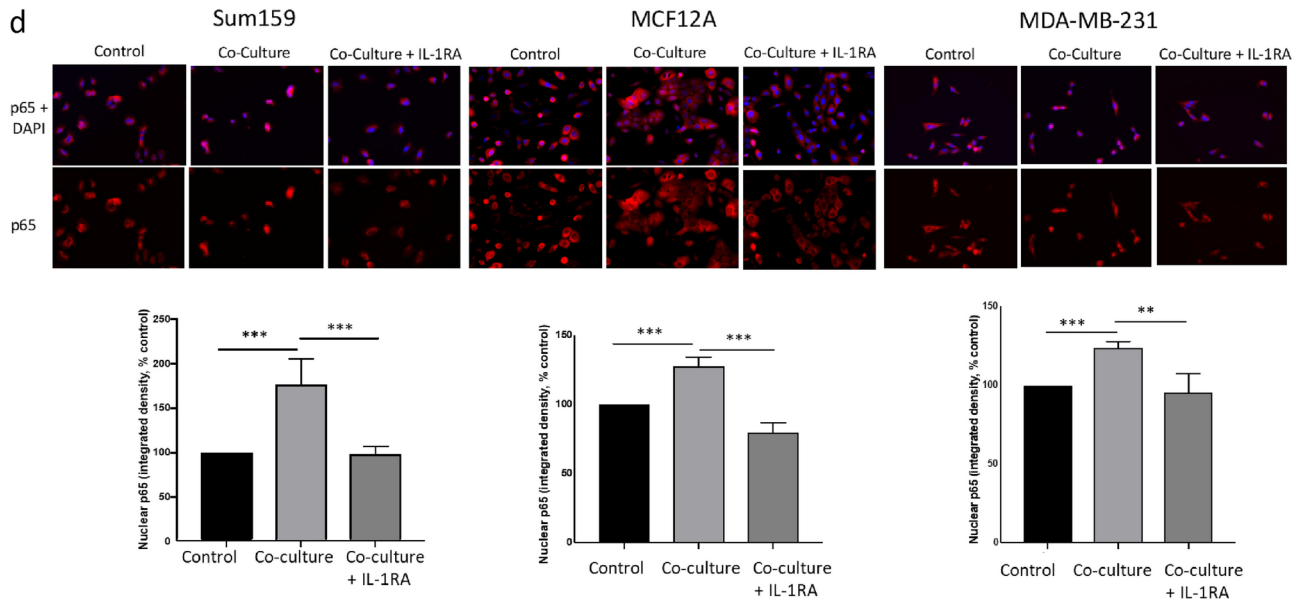 d
Sum159 MCF12A MDA-MB-231
Control Co-Culture Co-Culture + IL-1RA Control Co-Culture Co-Culture + IL-1RA Control Co-Culture Co-Culture + IL-1RA
p65 +
DAPI
p65
Nuclear p65 (integrated density, % control)
250
200
150
100
50
0
*** ***
Control Co-culture Co-culture
+ IL-1RA
Nuclear p65 (integrated density, % control)
150
100
50
0
*** ***
Control Co-culture Co-culture
+ IL-1RA
Nuclear p65 (integrated density, % control)
150
100
50
0
*** **
Control Co-culture Co-culture
+ IL-1RA